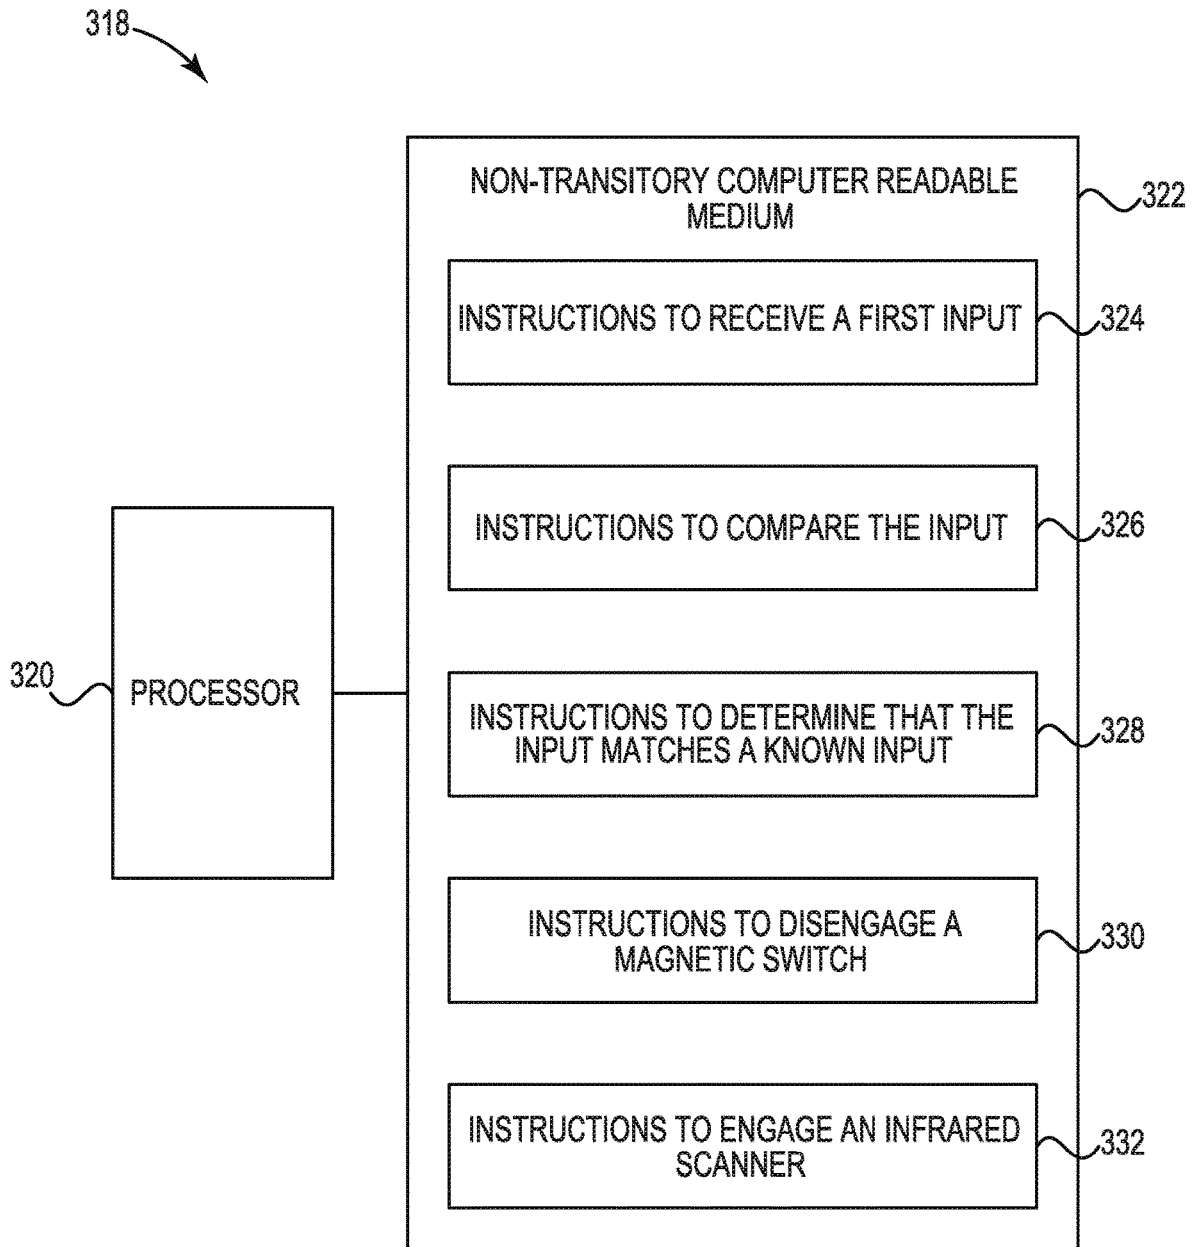 318
NON-TRANSITORY COMPUTER READABLE
MEDIUM
322
INSTRUCTIONS TO RECEIVE A FIRST INPUT
324
INSTRUCTIONS TO COMPARE THE INPUT
326
320
PROCESSOR
INSTRUCTIONS TO DETERMINE THAT THE
INPUT MATCHES A KNOWN INPUT
328
INSTRUCTIONS TO DISENGAGE A
MAGNETIC SWITCH
330
INSTRUCTIONS TO ENGAGE AN INFRARED
SCANNER
332